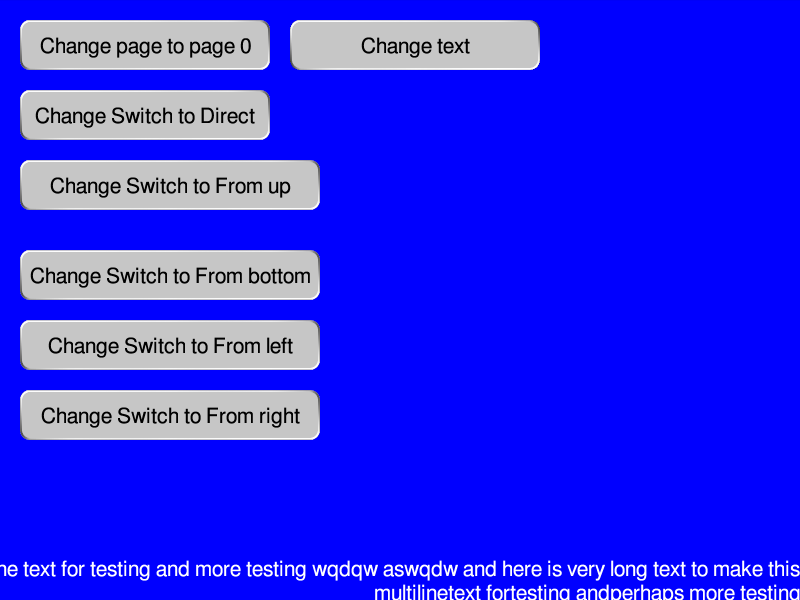 Change page to page 0
Change text
Change Switch to Direct
Change Switch to From up
Change Switch to From bottom
Change Switch to From left
Change Switch to From right
ne text for testing and more testing wqdqw aswqdw and here is very long text to make this
multilinetext fortesting andperhaps more testing